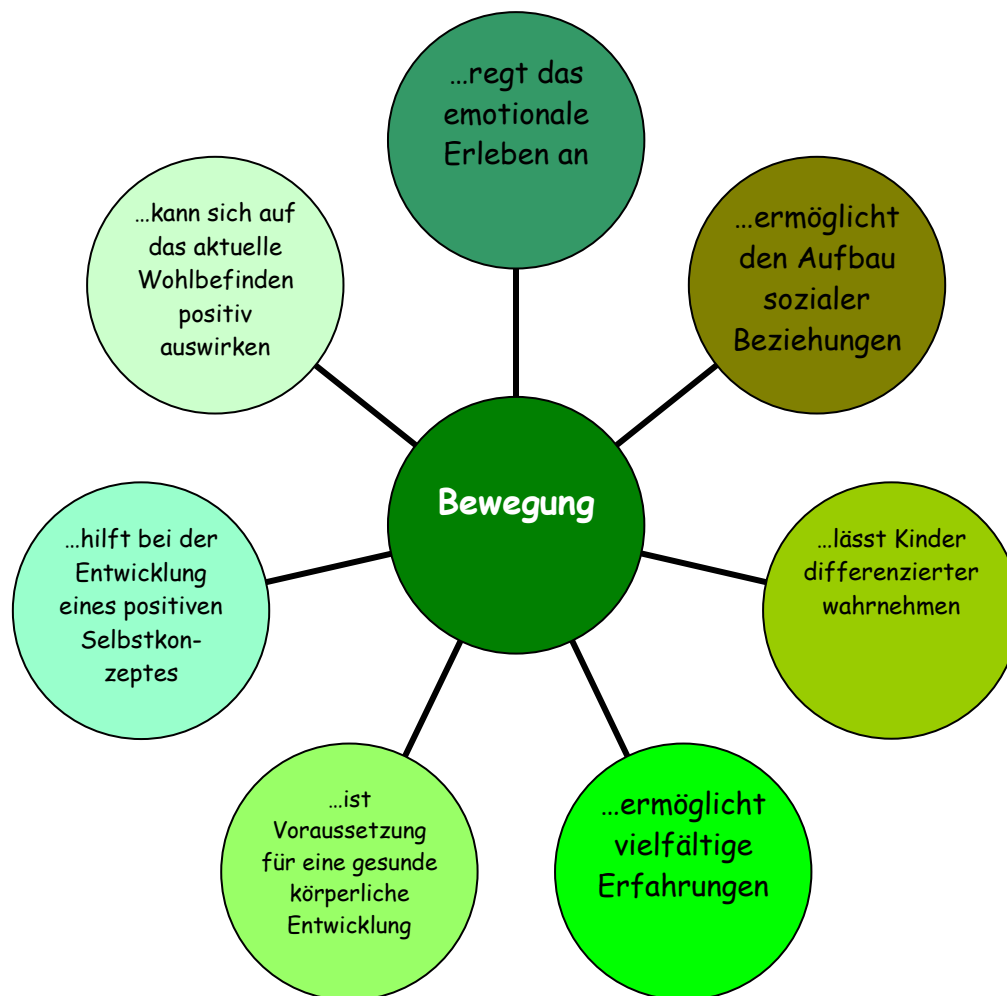 …regt das
emotionale
Erleben an
…ermöglicht
den Aufbau
sozialer
Beziehungen
…lässt Kinder
differenzierter
wahrnehmen
…ermöglicht
vielfältige
Erfahrungen
…ist
Voraussetzung
für eine gesunde
körperliche
Entwicklung
…hilft bei der
Entwicklung
eines positiven
Selbstkon-
zeptes
…kann sich auf
das aktuelle
Wohlbefinden
positiv
auswirken
Bewegung